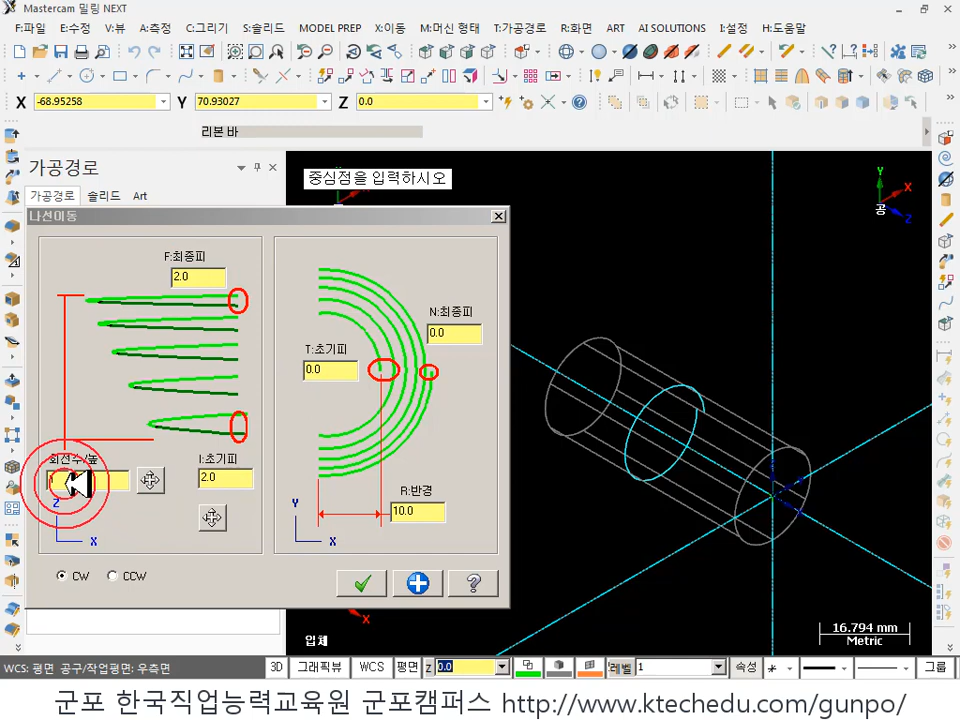 Mastercam 밀링 NEXT
F:파일 E:수정 V:뷰 A:측정 C:그리기 S:솔리드 MODEL PREP X:이동 M:머신 형태 T:가공경로 R:화면 ART AI SOLUTIONS I:설정 H:도움말
X -68.95258 Y 70.93027 Z 0.0
리본 바
가공경로
가공경로 솔리드 Art
중심점을 입력하시오
Y
X
Z
공
나선이동
F:최종피
2.0
N:최종피
0.0
T:초기피
0.0
회전수/높
I:초기피
2.0
R:반경
10.0
Z
X
Y
X
CW CCW
X
입체
16.794 mm
Metric
WCS: 평면 공구/작업평면: 우측면 3D 그래픽뷰 WCS 평면 Z 0.0 레벨 1 속성 그룹
군포 한국직업능력교육원 군포캠퍼스 http://www.ktechedu.com/gunpo/